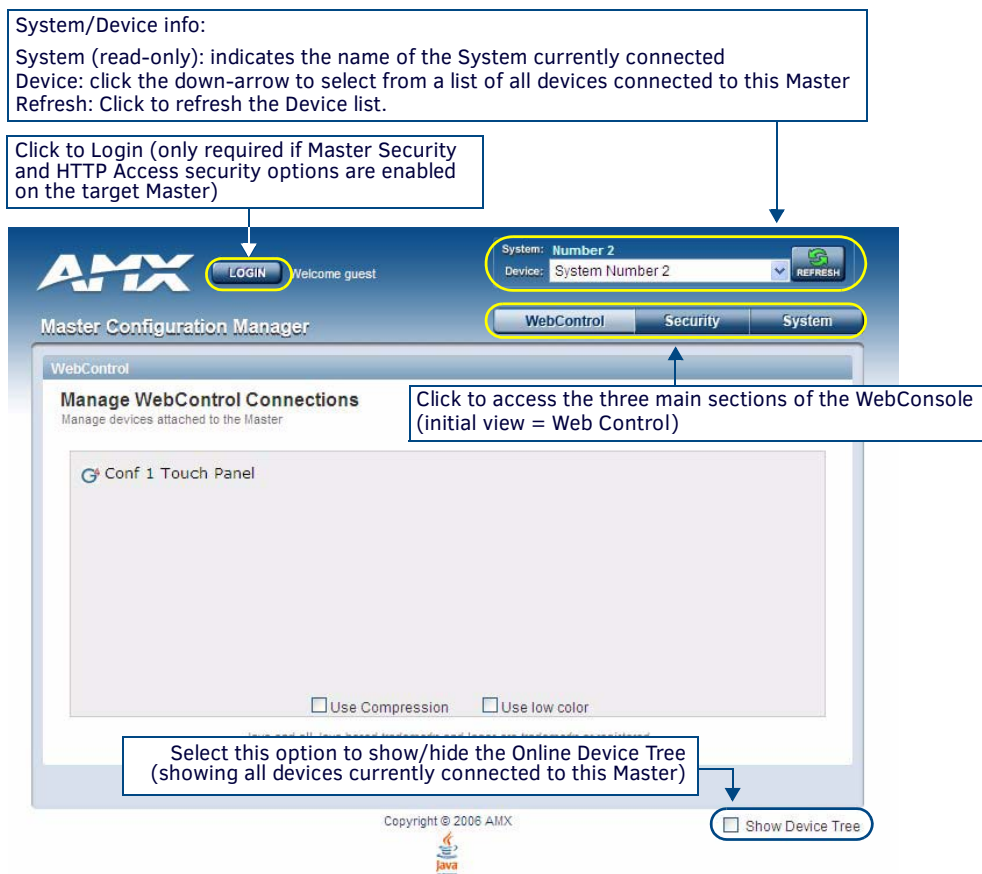 System/Device info:
System (read-only): indicates the name of the System currently connected
Device: click the down-arrow to select from a list of all devices connected to this Master
Refresh: Click to refresh the Device list.
Click to Login (only required if Master Security
and HTTP Access security options are enabled
on the target Master)
AMX
LOGIN
Welcome guest
System: Number 2
Device: System Number 2
REFRESH
Master Configuration Manager
WebControl Security System
WebControl
Manage WebControl Connections
Manage devices attached to the Master
Click to access the three main sections of the WebConsole
(initial view = Web Control)
Conf 1 Touch Panel
Use Compression Use low color
Select this option to show/hide the Online Device Tree
(showing all devices currently connected to this Master)
Copyright © 2006 AMX
Show Device Tree
Java